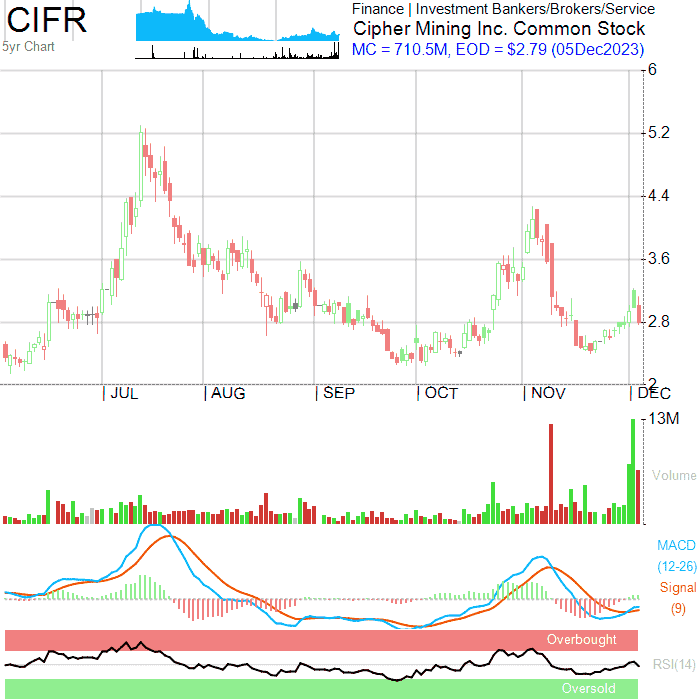 CIFR
5yr Chart
Finance | Investment Bankers/Brokers/Service
Cipher Mining Inc. Common Stock
MC = 710.5M, EOD = $2.79 (05Dec2023)
6
5.2
4.4
3.6
2.8
2
JUL
AUG
SEP
OCT
NOV
DEC
13M
Volume
MACD
(12-26)
Signal
(9)
Overbought
RSI(14)
Oversold